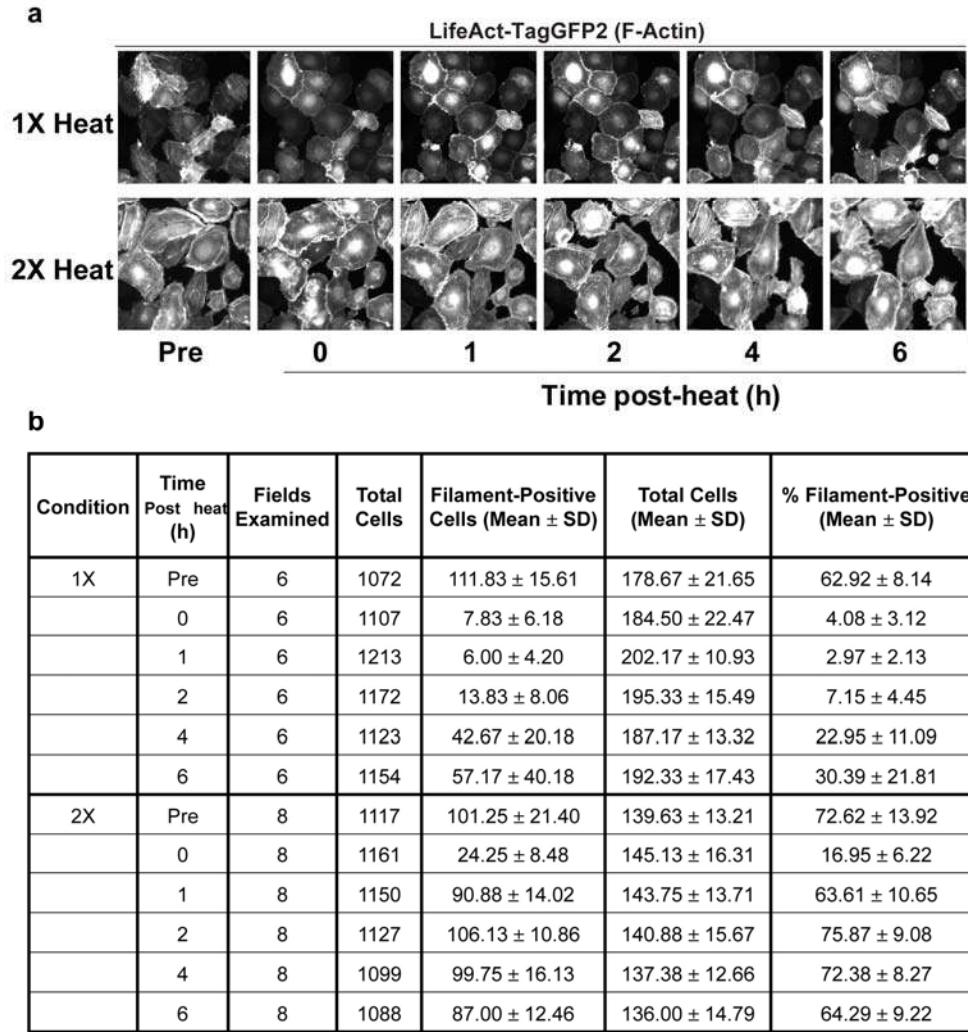 a
LifeAct-TagGFP2 (F-Actin)
1X Heat
2X Heat
Pre 0 1 2 4 6
Time post-heat (h)
b
Condition Time Post heat (h) Fields Examined Total Cells Filament-Positive Cells (Mean ± SD) Total Cells (Mean ± SD) % Filament-Positive (Mean ± SD)
1X Pre 6 1072 111.83 ± 15.61 178.67 ± 21.65 62.92 ± 8.14
0 6 1107 7.83 ± 6.18 184.50 ± 22.47 4.08 ± 3.12
1 6 1213 6.00 ± 4.20 202.17 ± 10.93 2.97 ± 2.13
2 6 1172 13.83 ± 8.06 195.33 ± 15.49 7.15 ± 4.45
4 6 1123 42.67 ± 20.18 187.17 ± 13.32 22.95 ± 11.09
6 6 1154 57.17 ± 40.18 192.33 ± 17.43 30.39 ± 21.81
2X Pre 8 1117 101.25 ± 21.40 139.63 ± 13.21 72.62 ± 13.92
0 8 1161 24.25 ± 8.48 145.13 ± 16.31 16.95 ± 6.22
1 8 1150 90.88 ± 14.02 143.75 ± 13.71 63.61 ± 10.65
2 8 1127 106.13 ± 10.86 140.88 ± 15.67 75.87 ± 9.08
4 8 1099 99.75 ± 16.13 137.38 ± 12.66 72.38 ± 8.27
6 8 1088 87.00 ± 12.46 136.00 ± 14.79 64.29 ± 9.22